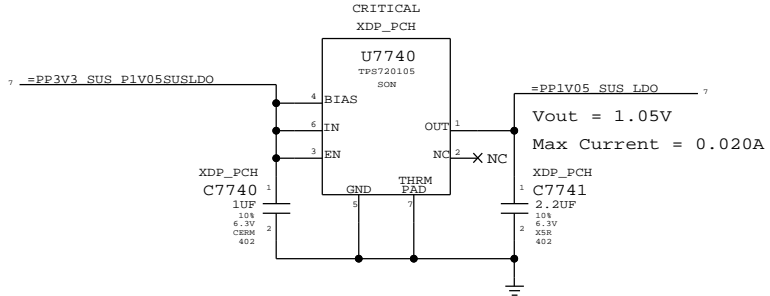 CRITICAL
XDP_PCH
U7740
TPS720105
SON
7 =PP3V3_SUS_P1V05SUSLDO
=PP1V05_SUS_LDO 7
4 BIAS
Vout = 1.05V
6 IN
OUT 1
Max Current = 0.020A
3 EN
NC 2 NC
XDP_PCH
C7740 1
1UF
10%
6.3V
CERM
402
2
GND
5
THRM
PAD
7
XDP_PCH
1 C7741
2.2UF
10%
6.3V
X5R
402
2